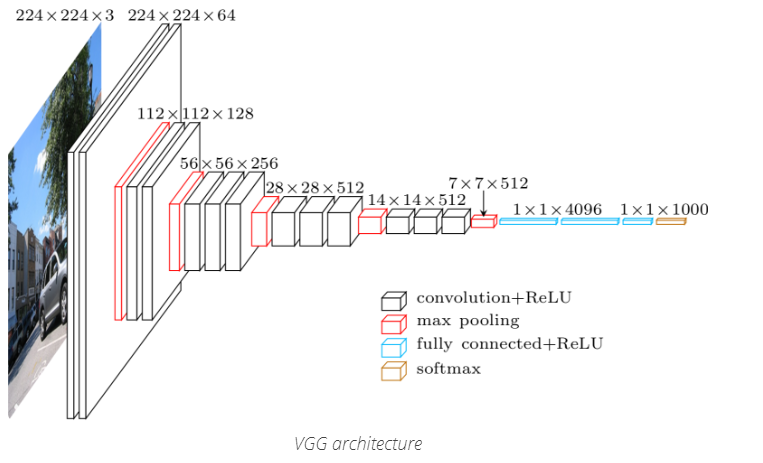 224×224×3
224×224×64
112×112×128
56×56×256
28×28×512
14×14×512
7×7×512
1×1×4096
1×1×1000
convolution+ReLU
max pooling
fully connected+ReLU
softmax
VGG architecture